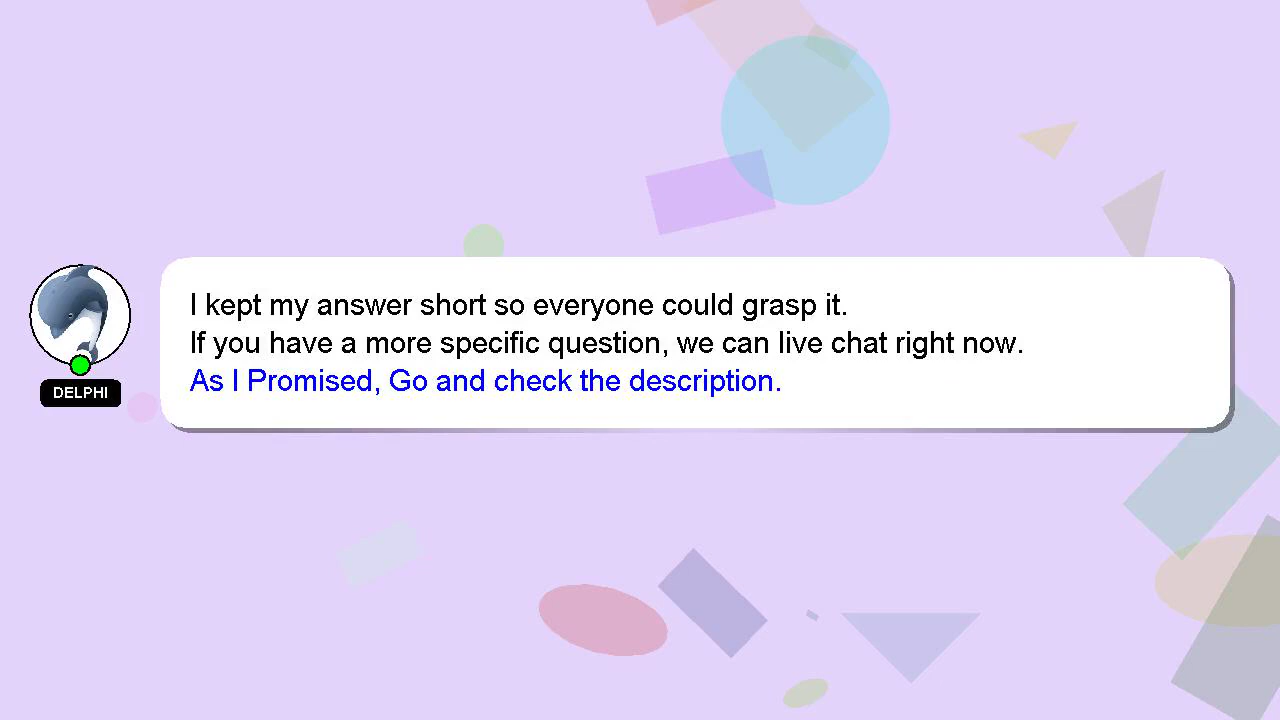 I kept my answer short so everyone could grasp it.
If you have a more specific question, we can live chat right now.
As I Promised, Go and check the description.
DELPHI